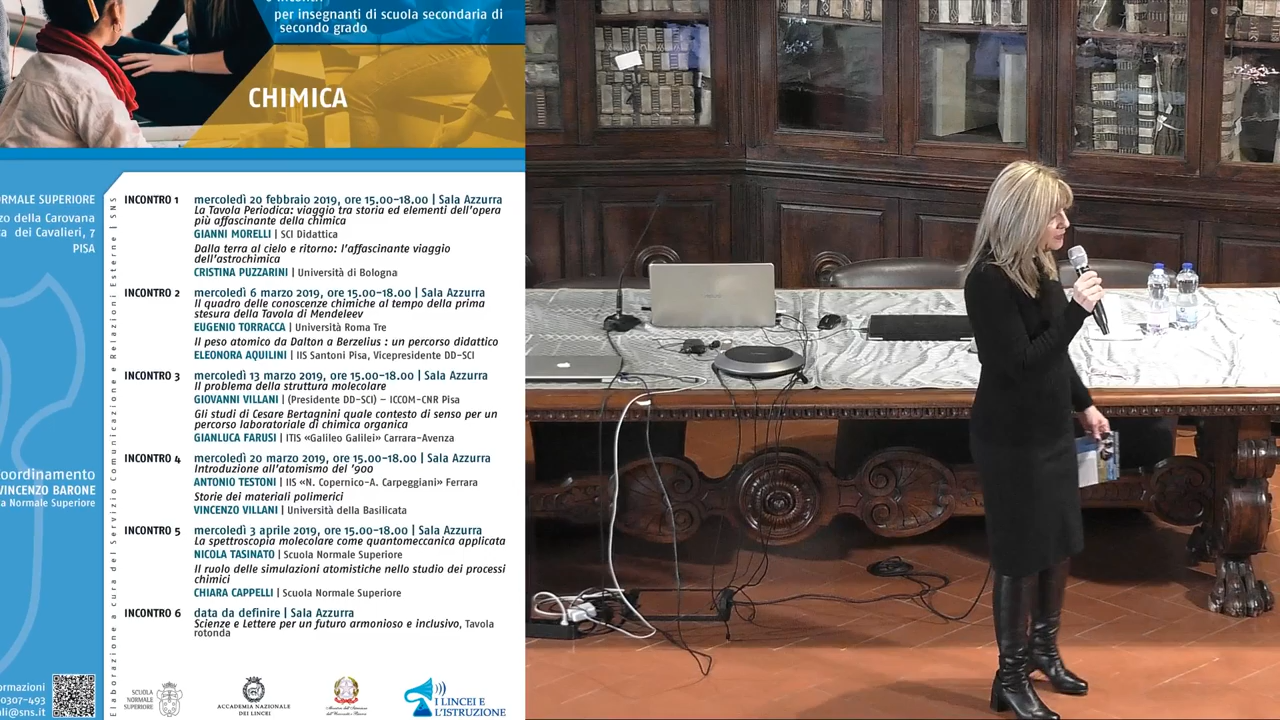 per insegnanti di scuola secondaria di
secondo grado
CHIMICA
NORMALE SUPERIORE
della Carovana
dei Cavalieri, 7
PISA
VINCENZO BARONE
Normale Superiore
INCONTRO 1 mercoledì 20 febbraio 2019, ore 15.00-18.00 | Sala Azzurra
La Tavola Periodica: viaggio tra storia ed elementi dell'opera
più affascinante della chimica
GIANNI MORELLI | SCI Didattica
Dalla terra al cielo e ritorno: l'affascinante viaggio
dell'astrochimica
CRISTINA PUZZARINI | Università di Bologna
INCONTRO 2 mercoledì 6 marzo 2019, ore 15.00-18.00 | Sala Azzurra
Il quadro delle conoscenze chimiche al tempo della prima
stesura della Tavola di Mendeleev
EUGENIO TORRACCA | Università Roma Tre
Il peso atomico da Dalton a Berzelius : un percorso didattico
ELEONORA AQUILINI | IIS Santoni Pisa, Vicepresidente DD-SCI
INCONTRO 3 mercoledì 13 marzo 2019, ore 15.00-18.00 | Sala Azzurra
Il problema della struttura molecolare
GIOVANNI VILLANI | (Presidente DD-SCI) – ICCOM-CNR Pisa
Gli studi di Cesare Bertagnini quale contesto di senso per un
percorso laboratoriale di chimica organica
GIANLUCA FARUSI | ITIS «Galileo Galilei» Carrara-Avenza
INCONTRO 4 mercoledì 20 marzo 2019, ore 15.00-18.00 | Sala Azzurra
Introduzione all'atomismo del '900
ANTONIO TESTONI | IIS «N. Copernico-A. Carpeggiani» Ferrara
Storie dei materiali polimerici
VINCENZO VILLANI | Università della Basilicata
INCONTRO 5 mercoledì 3 aprile 2019, ore 15.00-18.00 | Sala Azzurra
La spettroscopia molecolare come quantomeccanica applicata
NICOLA TASINATO | Scuola Normale Superiore
Il ruolo delle simulazioni atomistiche nello studio dei processi
chimici
CHIARA CAPPELLI | Scuola Normale Superiore
INCONTRO 6 data da definire | Sala Azzurra
Scienze e Lettere per un futuro armonioso e inclusivo, Tavola
rotonda
Elaborazione a cura del Servizio Comunicazione e Relazioni Esterne | SNS
0307-493
@sns.it
SCUOLA
NORMALE
SUPERIORE
ACCADEMIA NAZIONALE
DEI LINCEI
I LINCEI E
L'ISTRUZIONE